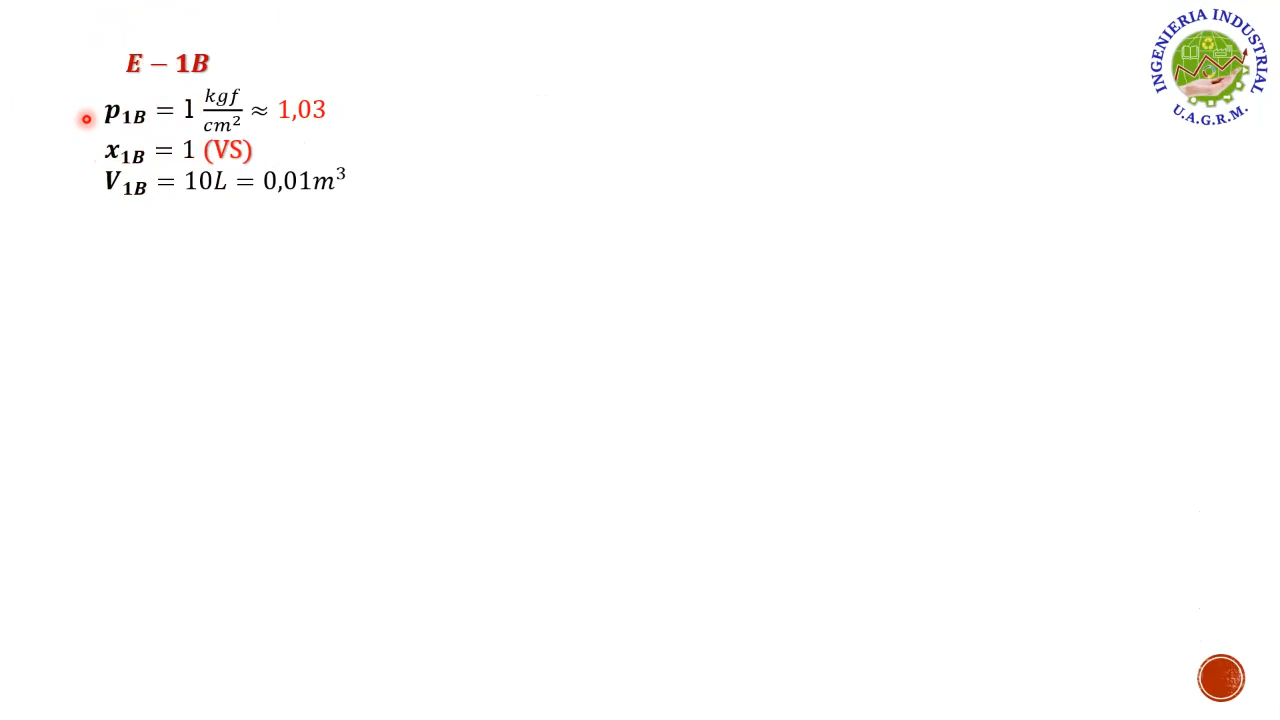 E − 1B
p₁B = 1 kgf/cm² ≈ 1,03
x₁B = 1 (VS)
V₁B = 10L = 0,01m³
INGENIERIA INDUSTRIAL
U.A.G.R.M.